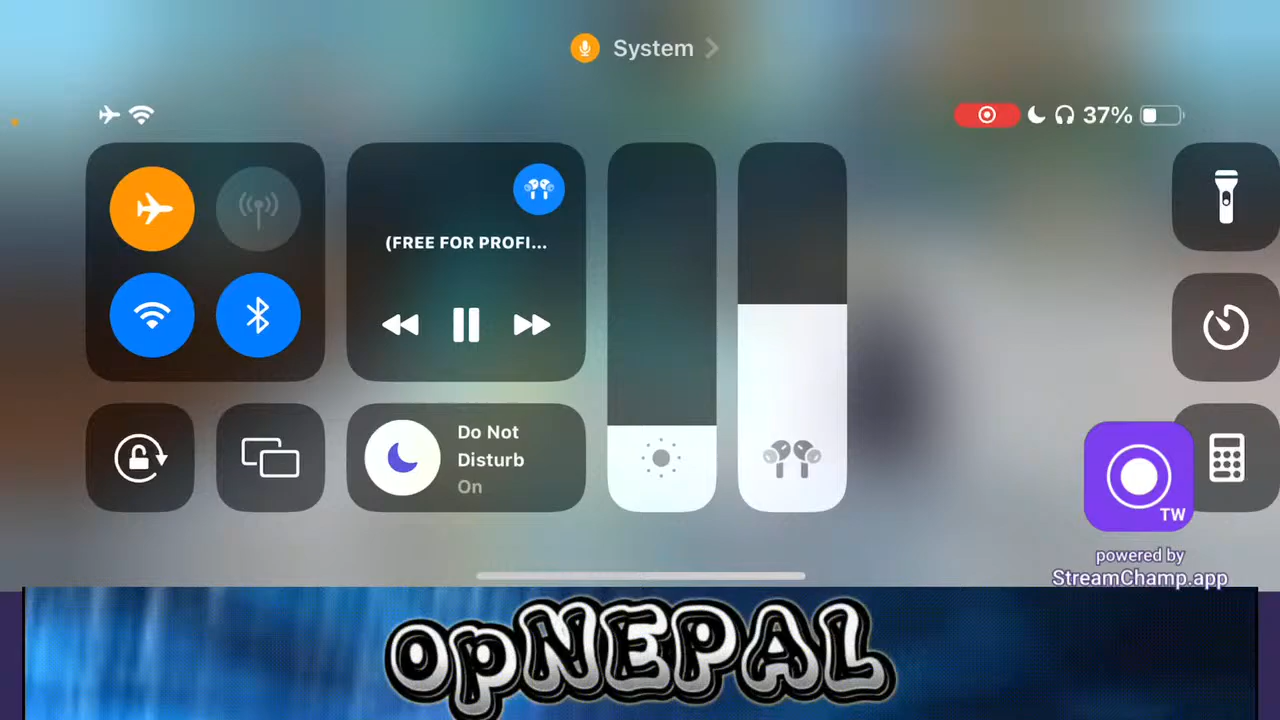 System
37%
(FREE FOR PROFI...
Do Not
Disturb
On
TW
powered by
StreamChamp.app
OpNEPAL